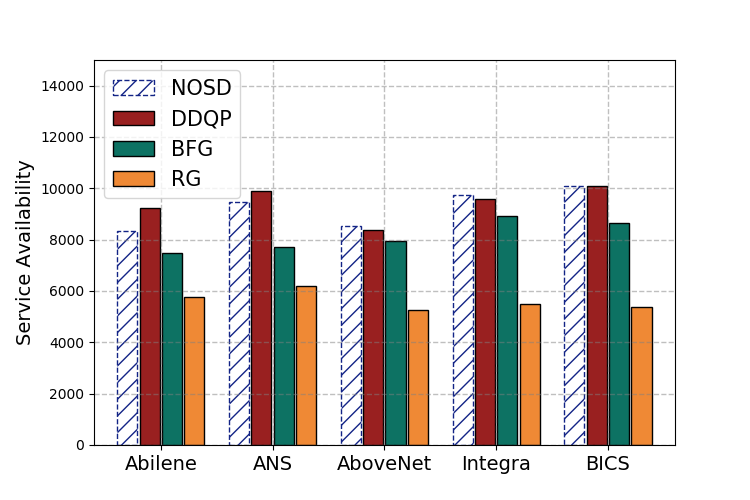 NOSD
DDQP
BFG
RG
Service Availability
14000
12000
10000
8000
6000
4000
2000
0
Abilene ANS AboveNet Integra BICS